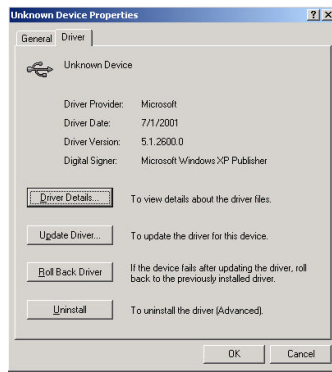 Unknown Device Properties
General Driver
Unknown Device
Driver Provider: Microsoft
Driver Date: 7/1/2001
Driver Version: 5.1.2600.0
Digital Signer: Microsoft Windows XP Publisher
Driver Details... To view details about the driver files.
Update Driver... To update the driver for this device.
Roll Back Driver If the device fails after updating the driver, roll
back to the previously installed driver.
Uninstall To uninstall the driver (Advanced).
OK Cancel